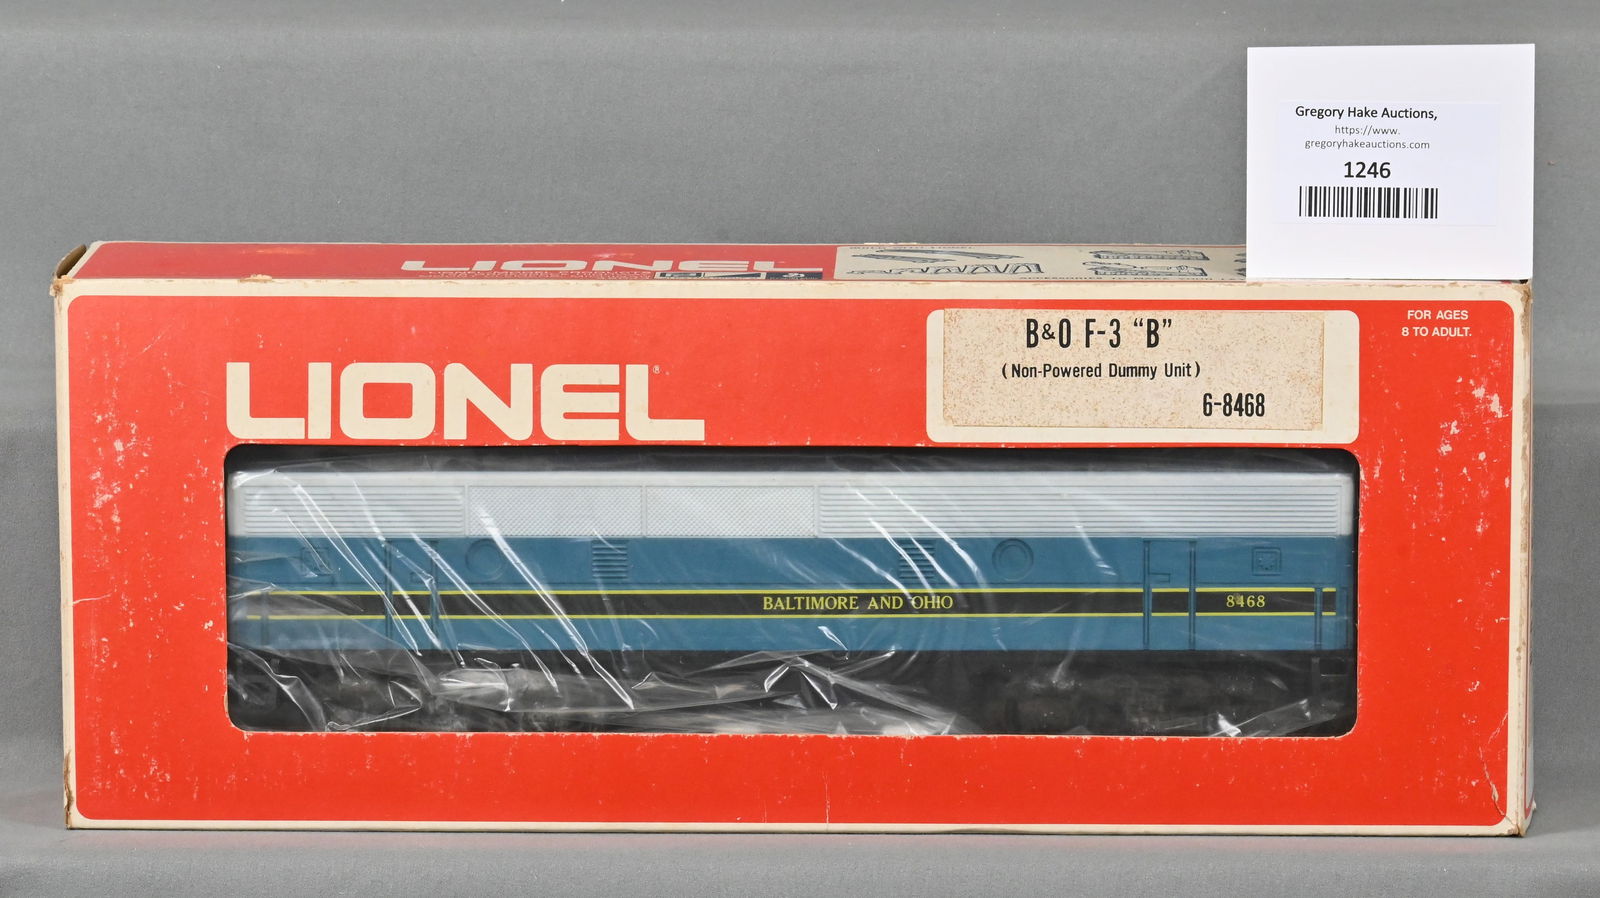 Gregory Hake Auctions,
https://www.
gregoryhakeauctions.com
1246
LIONEL
FOR AGES
8 TO ADULT.
B&O F-3 “B”
(Non-Powered Dummy Unit)
6-8468
LIONEL®
BALTIMORE AND OHIO 8468